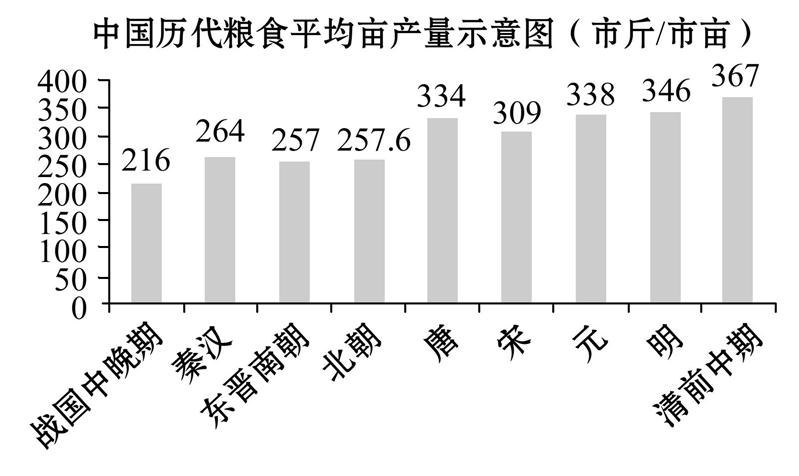 中国历代粮食平均亩产量示意图（市斤/市亩）
400
350
300
250
200
150
100
50
0
216
264
257
257.6
334
309
338
346
367
战国中晚期
秦汉
东晋南朝
北朝
唐
宋
元
明
清前中期